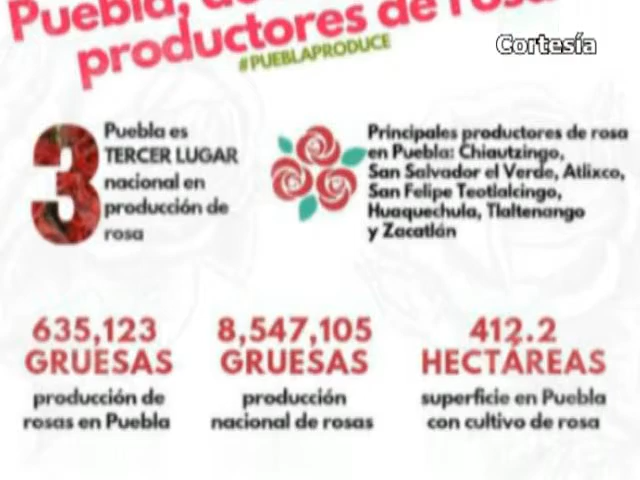 Puebla,
productores de rosa
#PUEBLAPRODUCE
Cortesía
3
Puebla es
TERCER LUGAR
nacional en
producción de
rosa
Principales productores de rosa
en Puebla: Chiautzingo,
San Salvador el Verde, Atlixco,
San Felipe Teotlalcingo,
Huaquechula, Tlaltenango
y Zacatlán
635,123
GRUESAS
producción de
rosas en Puebla
8,547,105
GRUESAS
producción
nacional de rosas
412.2
HECTÁREAS
superficie en Puebla
con cultivo de rosa